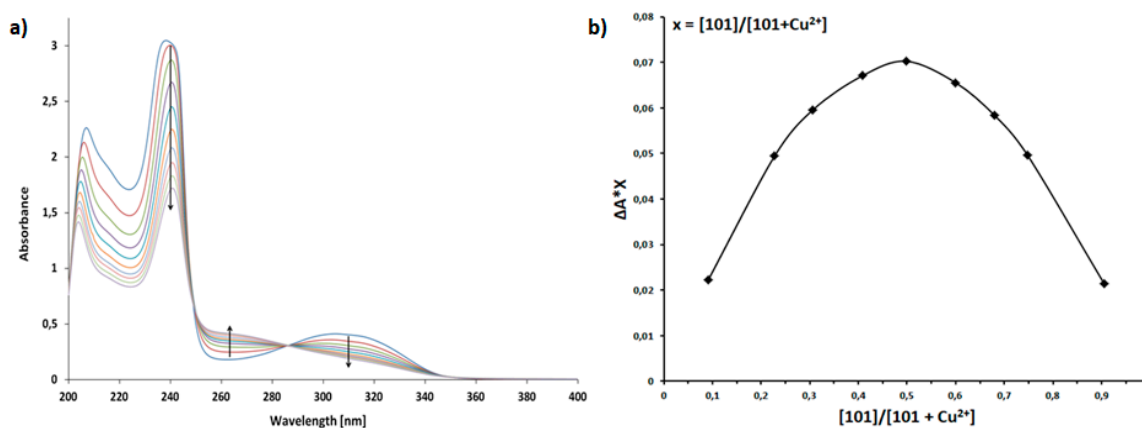 a)
3
2,5
2
1,5
1
0,5
0
Absorbance
200 220 240 260 280 300 320 340 360 380 400
Wavelength [nm]
b)
x = [101]/[101+Cu²⁺]
0,08
0,07
0,06
0,05
0,04
0,03
0,02
0,01
0
ΔA*X
0 0,1 0,2 0,3 0,4 0,5 0,6 0,7 0,8 0,9
[101]/[101 + Cu²⁺]